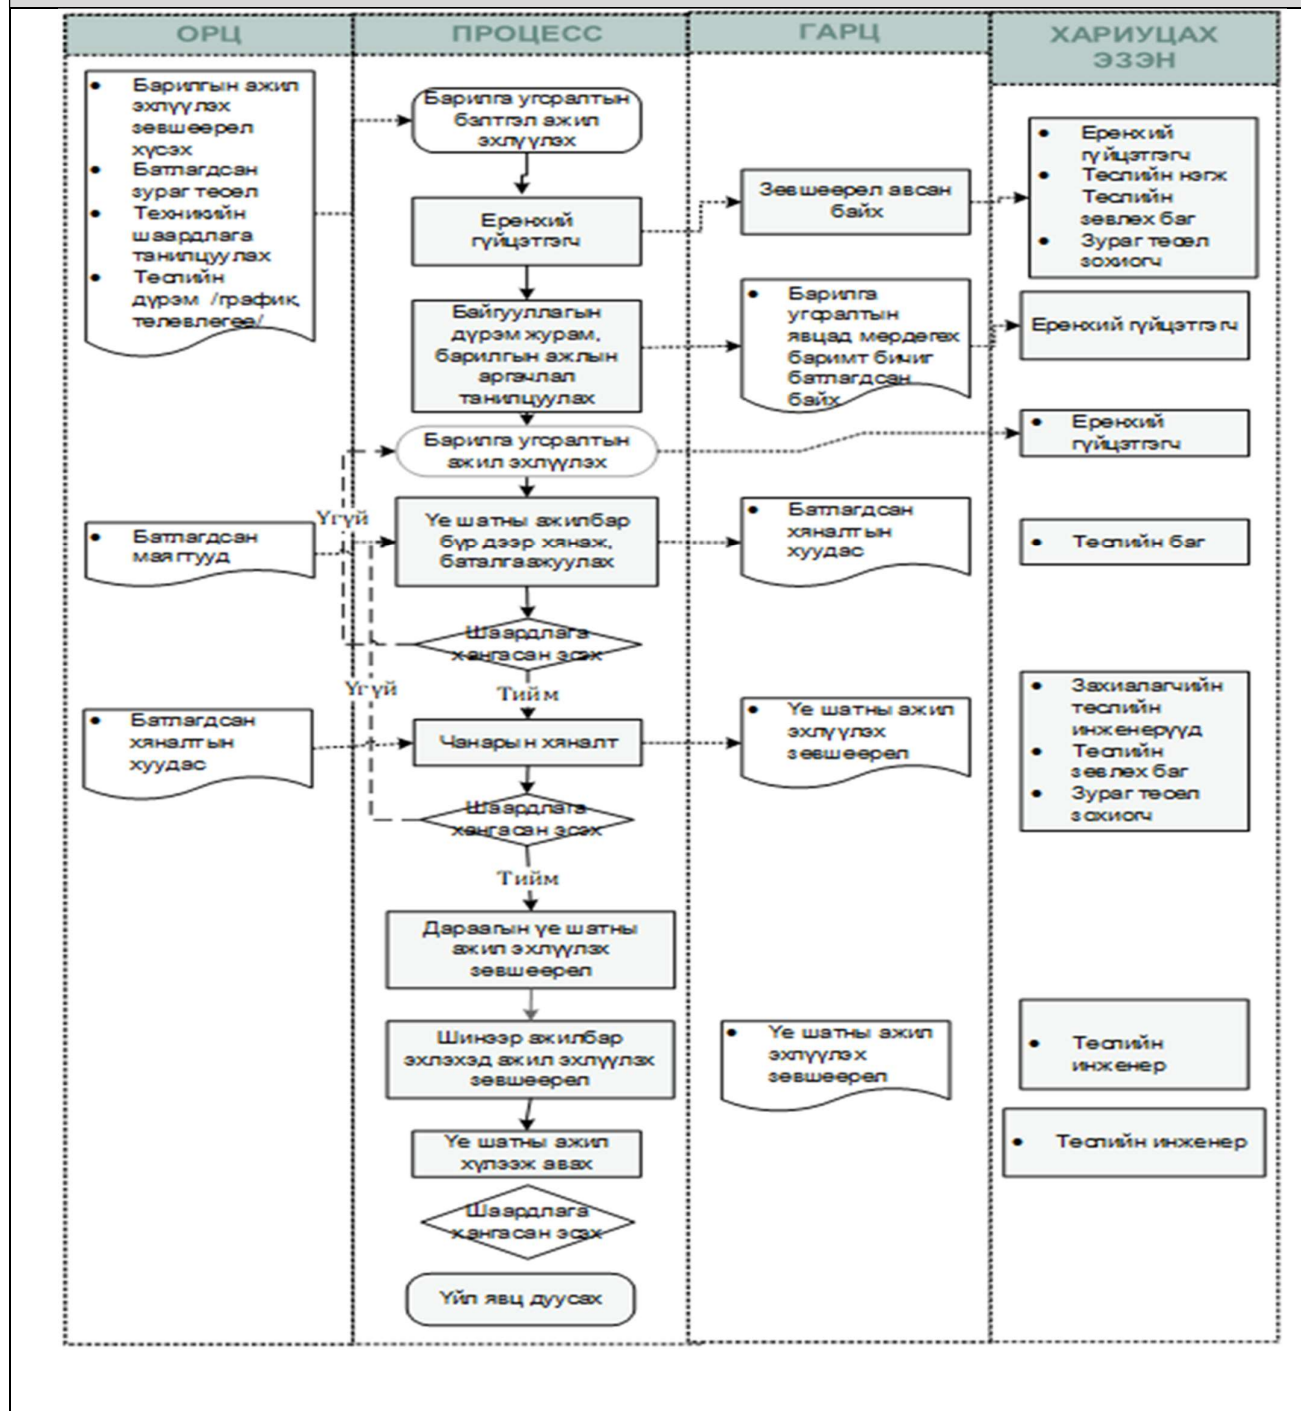 ОРЦ
ПРОЦЕСС
ГАРЦ
ХАРИУЦАХ
ЭЗЭН
Барилгын ажил
эхлүүлэх
зөвшөөрөл
хүсэх
Батлагдсан
зураг төсөл
Техникийн
шаардлага
танилцуулах
Төслийн
дүрэм /график,
төлөвлөгөө/
Барилга угсралтын
бэлтгэл ажил
эхлүүлэх
Ерөнхий
гүйцэтгэгч
Зөвшөөрөл авсан
байх
Ерөнхий
гүйцэтгэгч
Төслийн нэгж
Төслийн
зөвлөх баг
Зураг төсөл
зохиогч
Байгууллагын
дүрэм журам,
барилгын ажлын
аргачлал
танилцуулах
Барилга
угсралтын
явцад мөрдөгөх
баримт бичиг
батлагдсан
байх
Ерөнхий гүйцэтгэгч
Барилга угсралтын
ажил эхлүүлэх
Ерөнхий
гүйцэтгэгч
Үгүй
Батлагдсан
маягтууд
Үе шатны ажилбар
бүр дээр хянаж,
баталгаажуулах
Батлагдсан
хяналтын
хуудас
Төслийн баг
Шаардлага
хангасан эсэх
Үгүй
Тийм
Батлагдсан
хяналтын
хуудас
Чанарын хяналт
Үе шатны ажил
эхлүүлэх
зөвшөөрөл
Захиалагчийн
төслийн
инженерүүд
Төслийн
зөвлөх баг
Зураг төсөл
зохиогч
Шаардлага
хангасан эсэх
Тийм
Дараагын үе шатны
ажил эхлүүлэх
зөвшөөрөл
Шинээр ажилбар
эхлэхэд ажил эхлүүлэх
зөвшөөрөл
Үе шатны ажил
эхлүүлэх
зөвшөөрөл
Төслийн
инженер
Үе шатны ажил
хүлээж авах
Төслийн инженер
Шаардлага
хангасан эсэх
Үйл явц дуусах